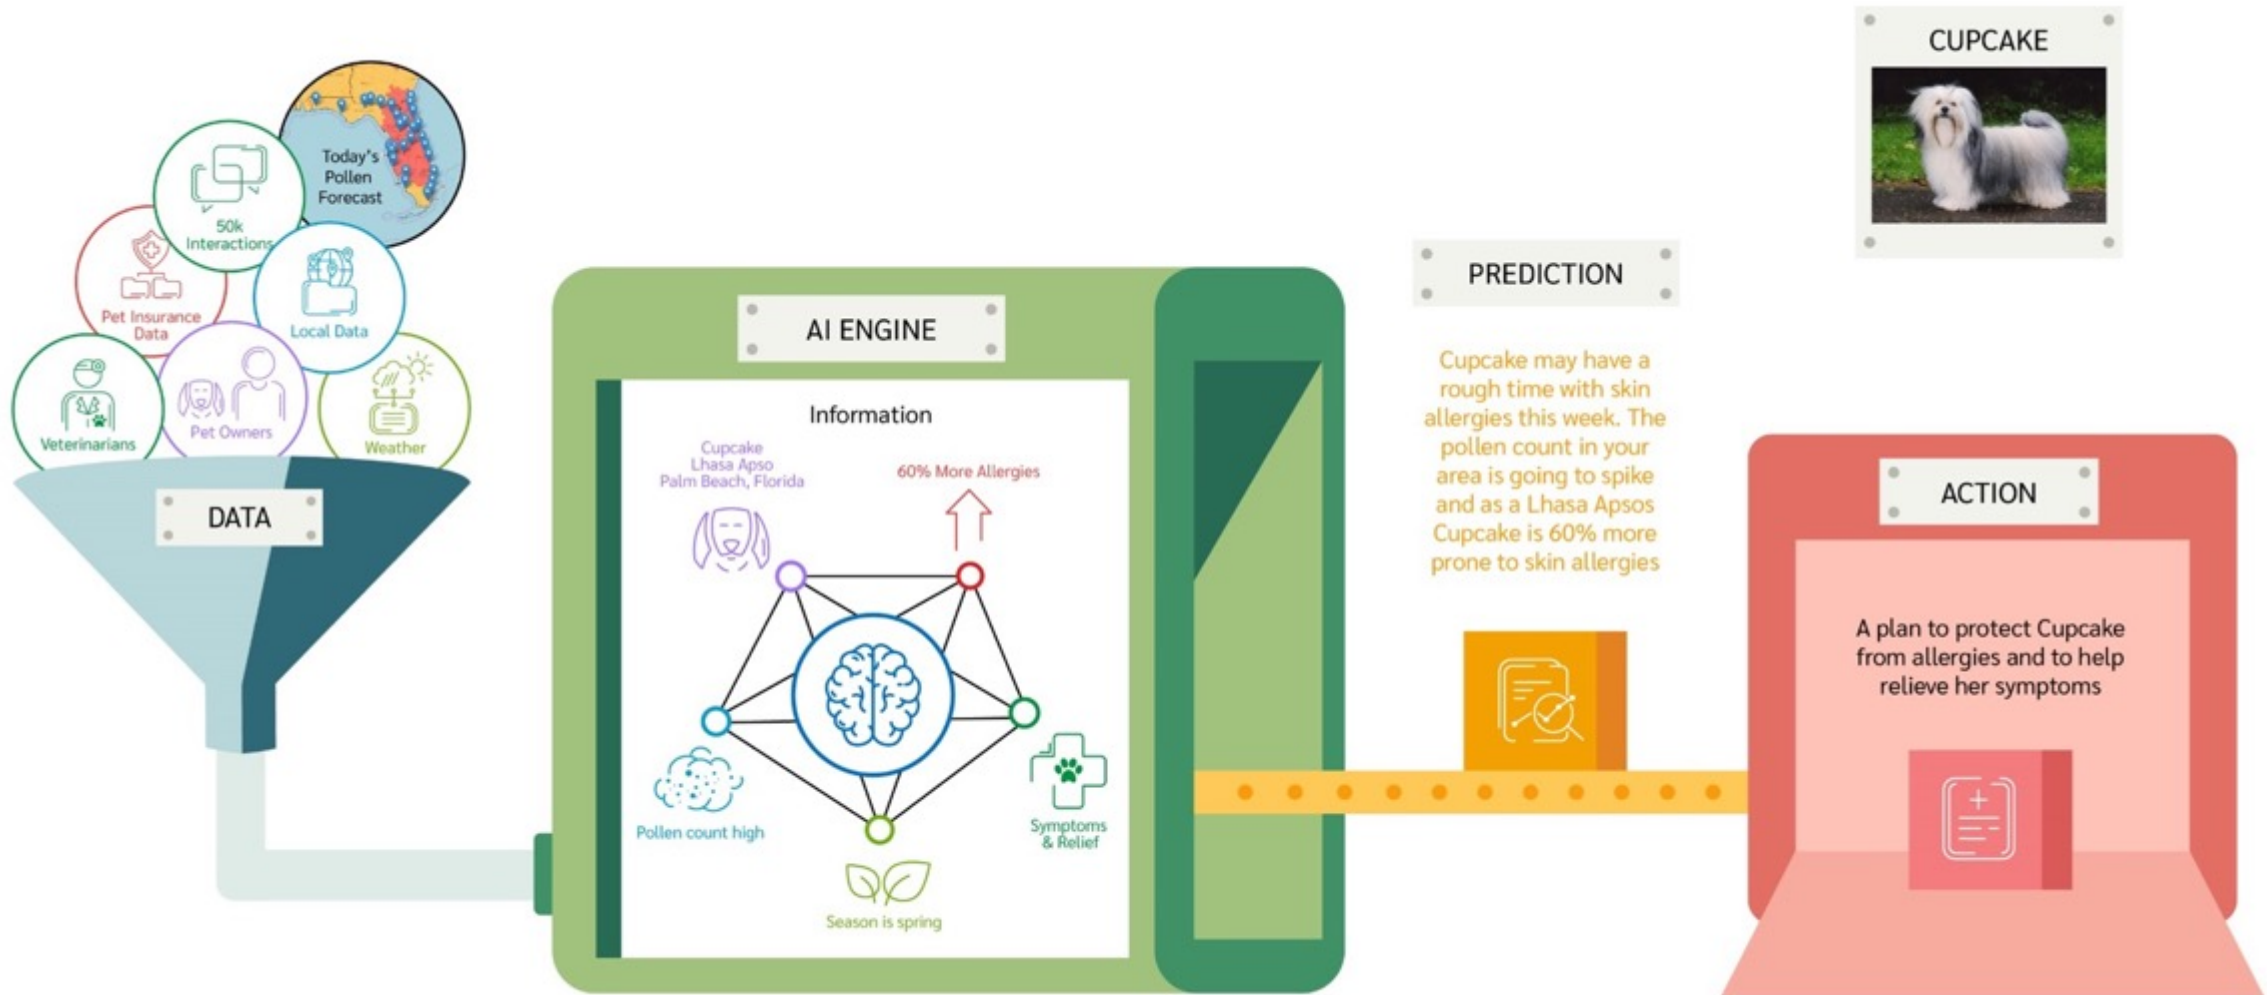 Today's
Pollen
Forecast
50k
Interactions
Pet Insurance
Data
Local Data
Veterinarians
Pet Owners
Weather
DATA
AI ENGINE
Information
Cupcake
Lhasa Apso
Palm Beach, Florida
60% More Allergies
Pollen count high
Symptoms
& Relief
Season is spring
PREDICTION
Cupcake may have a
rough time with skin
allergies this week. The
pollen count in your
area is going to spike
and as a Lhasa Apsos
Cupcake is 60% more
prone to skin allergies
CUPCAKE
ACTION
A plan to protect Cupcake
from allergies and to help
relieve her symptoms